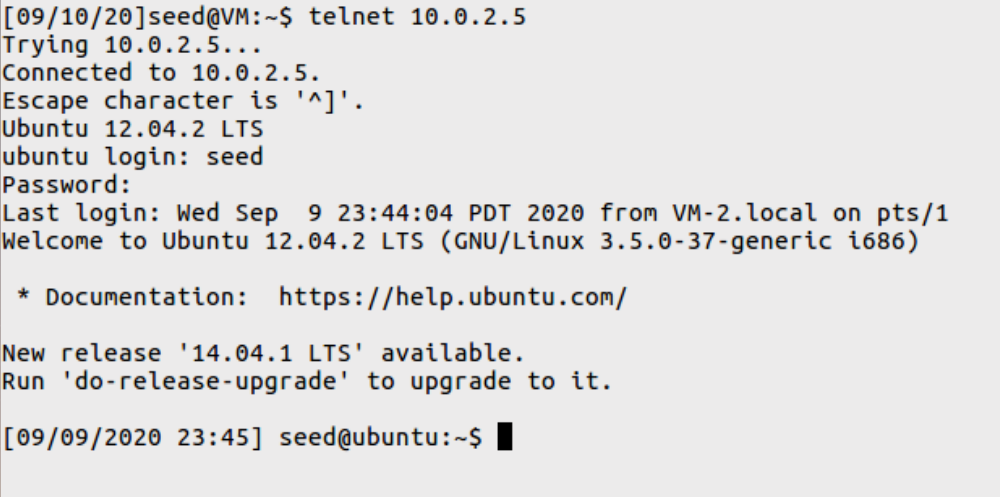 [09/10/20]seed@VM:~$ telnet 10.0.2.5
Trying 10.0.2.5...
Connected to 10.0.2.5.
Escape character is '^]'.
Ubuntu 12.04.2 LTS
ubuntu login: seed
Password:
Last login: Wed Sep  9 23:44:04 PDT 2020 from VM-2.local on pts/1
Welcome to Ubuntu 12.04.2 LTS (GNU/Linux 3.5.0-37-generic i686)
 * Documentation:  https://help.ubuntu.com/
New release '14.04.1 LTS' available.
Run 'do-release-upgrade' to upgrade to it.
[09/09/2020 23:45] seed@ubuntu:~$